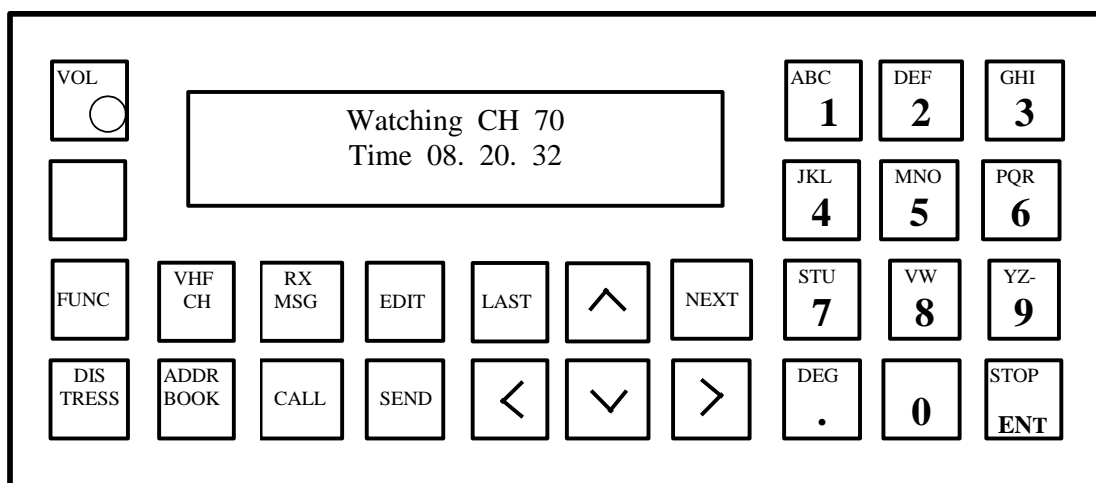 VOL
Watching CH 70
Time 08. 20. 32
ABC
1
DEF
2
GHI
3
JKL
4
MNO
5
PQR
6
FUNC
VHF
CH
RX
MSG
EDIT
LAST
NEXT
STU
7
VW
8
YZ-
9
DIS
TRESS
ADDR
BOOK
CALL
SEND
DEG
.
0
STOP
ENT